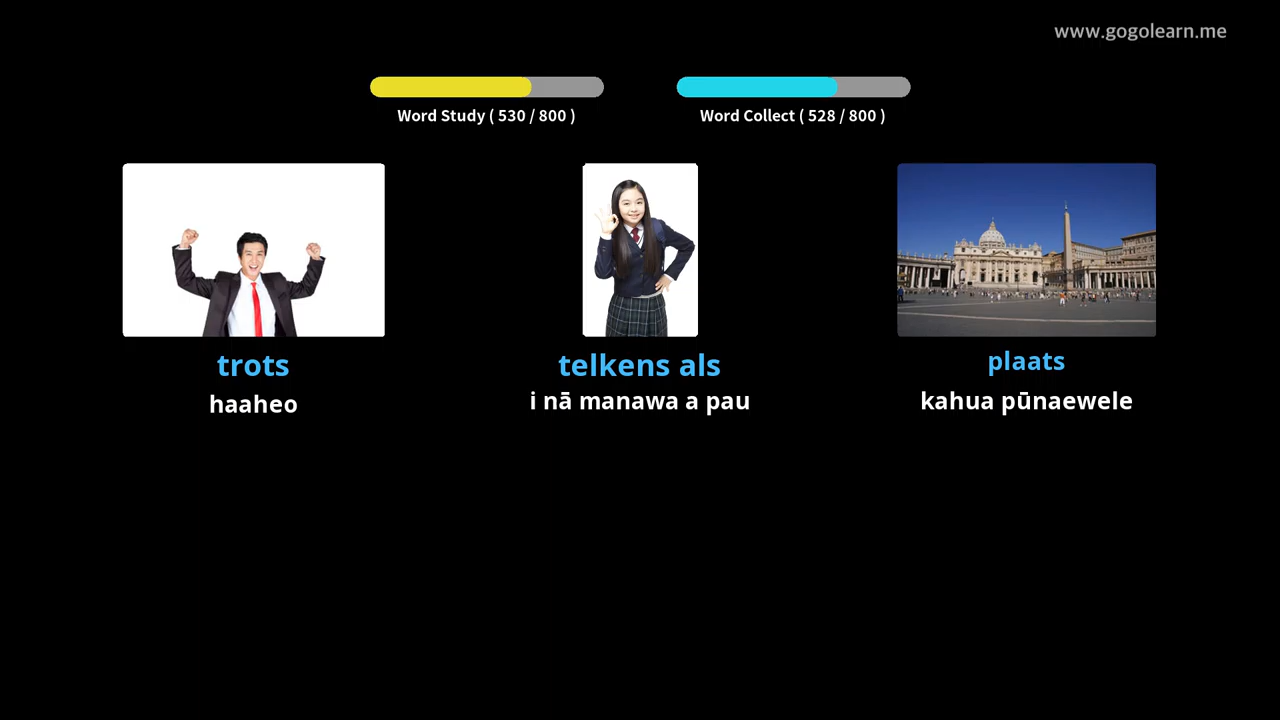 www.gogolearn.me
Word Study ( 530 / 800 )
Word Collect ( 528 / 800 )
trots
haaheo
telkens als
i nā manawa a pau
plaats
kahua pūnaewele